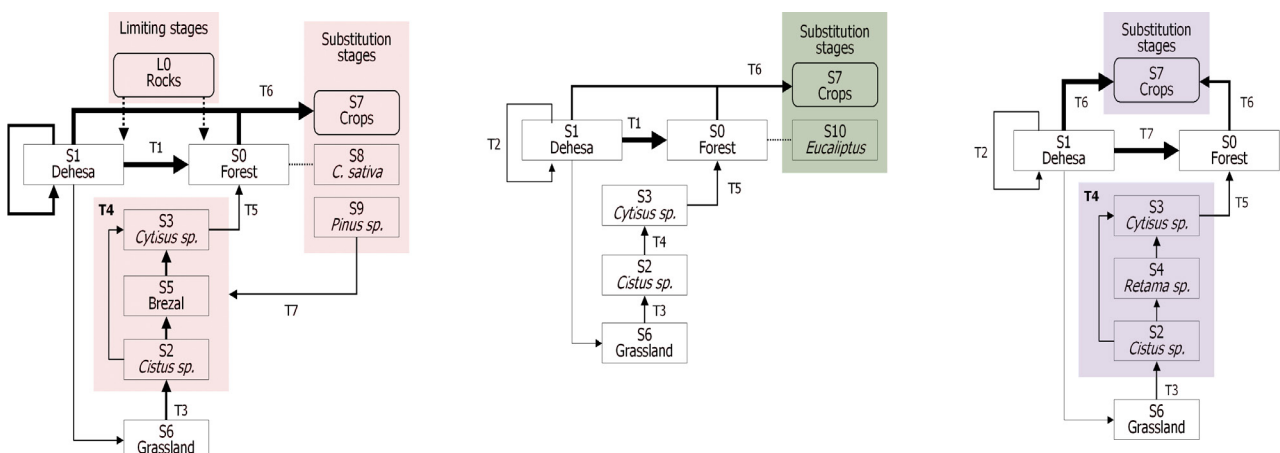 Limiting stages
L0
Rocks
Substitution
stages
T6
S7
Crops
S1
Dehesa
T1
S0
Forest
S8
C. sativa
T4
T5
S9
Pinus sp.
S3
Cytisus sp.
S5
Brezal
T7
S2
Cistus sp.
T3
S6
Grassland
Substitution
stages
T6
S7
Crops
T2
S1
Dehesa
T1
S0
Forest
S10
Eucaliptus
S3
Cytisus sp.
T5
T4
S2
Cistus sp.
T3
S6
Grassland
Substitution
stages
S7
Crops
T6
T6
T2
S1
Dehesa
T7
S0
Forest
T4
T5
S3
Cytisus sp.
S4
Retama sp.
S2
Cistus sp.
T3
S6
Grassland